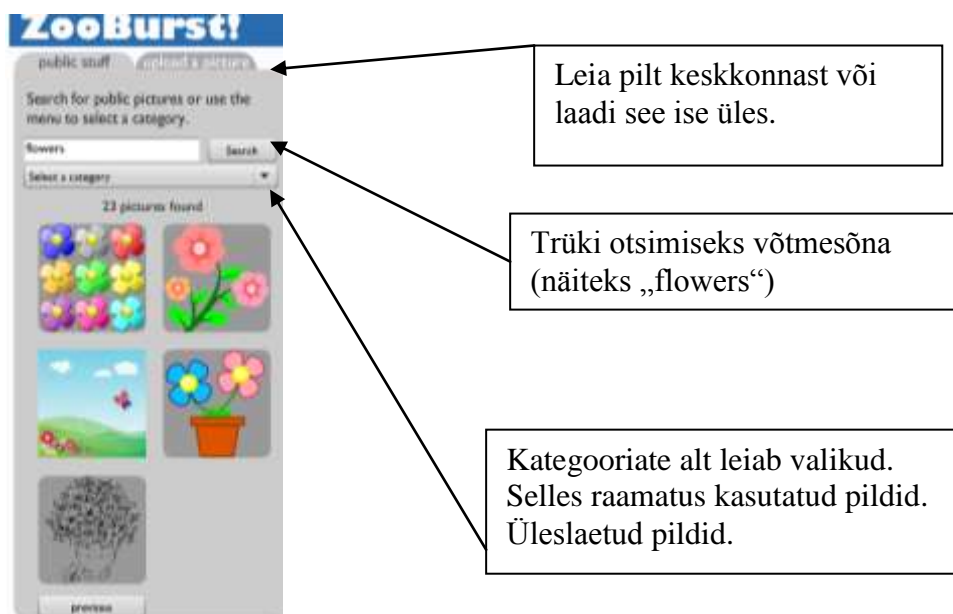 ZooBurst!
public stuff
upload a picture
Search for public pictures or use the
menu to select a category.
flowers
Search
Select a category
23 pictures found
previous
Leia pilt keskkonnast või
laadi see ise üles.
Trüki otsimiseks võtmesõna
(näiteks „flowers“)
Kategooriate alt leiab valikud.
Selles raamatus kasutatud pildid.
Üleslaetud pildid.